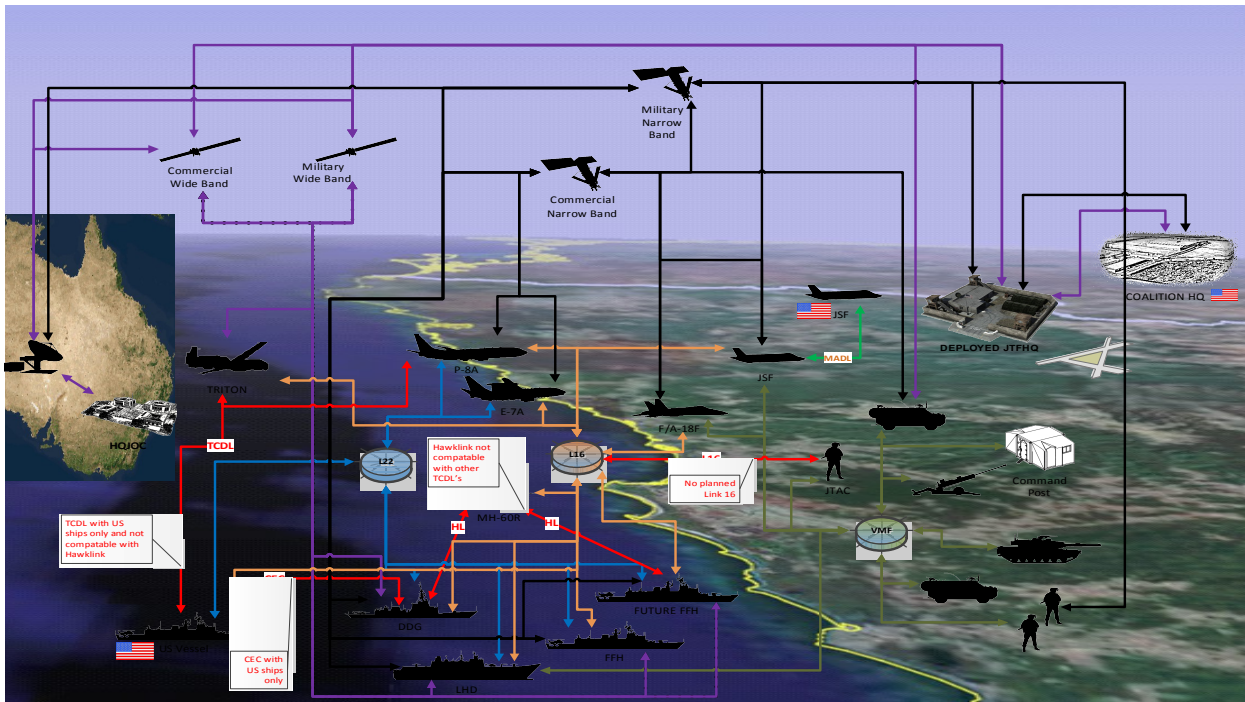 Military
Narrow
Band
Commercial
Wide Band
Military
Wide Band
Commercial
Narrow Band
COALITION HQ
JSF
DEPLOYED JTFHQ
MADL
P-8A
JSF
TRITON
E-7A
F/A-18F
HQJOC
TCDL
Hawklink not
compatable
with other
TCDL's
L22
L16
L16
No planned
Link 16
JTAC
Command
Post
MH-60R
HL
HL
VMF
TCDL with US
ships only and not
compatable with
Hawklink
CEC
FUTURE FFH
DDG
US Vessel
FFH
CEC with
US ships
only
LHD